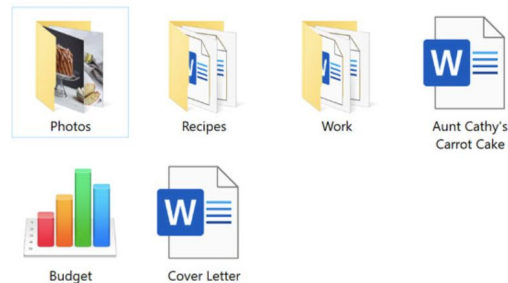 Photos
Recipes
Work
Aunt Cathy's
Carrot Cake
Budget
Cover Letter